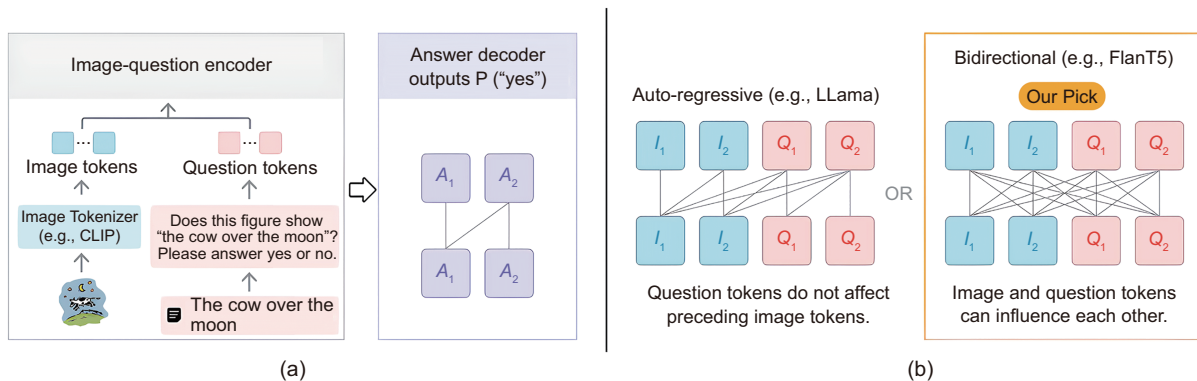 Image-question encoder
Image tokens
Question tokens
Image Tokenizer
(e.g., CLIP)
Does this figure show
“the cow over the moon”?
Please answer yes or no.
The cow over the
moon
Answer decoder
outputs P (“yes”)
A1 A2
A1 A2
(a)
Auto-regressive (e.g., LLama)
I1 I2 Q1 Q2
I1 I2 Q1 Q2
Question tokens do not affect
preceding image tokens.
OR
Bidirectional (e.g., FlanT5)
Our Pick
I1 I2 Q1 Q2
I1 I2 Q1 Q2
Image and question tokens
can influence each other.
(b)